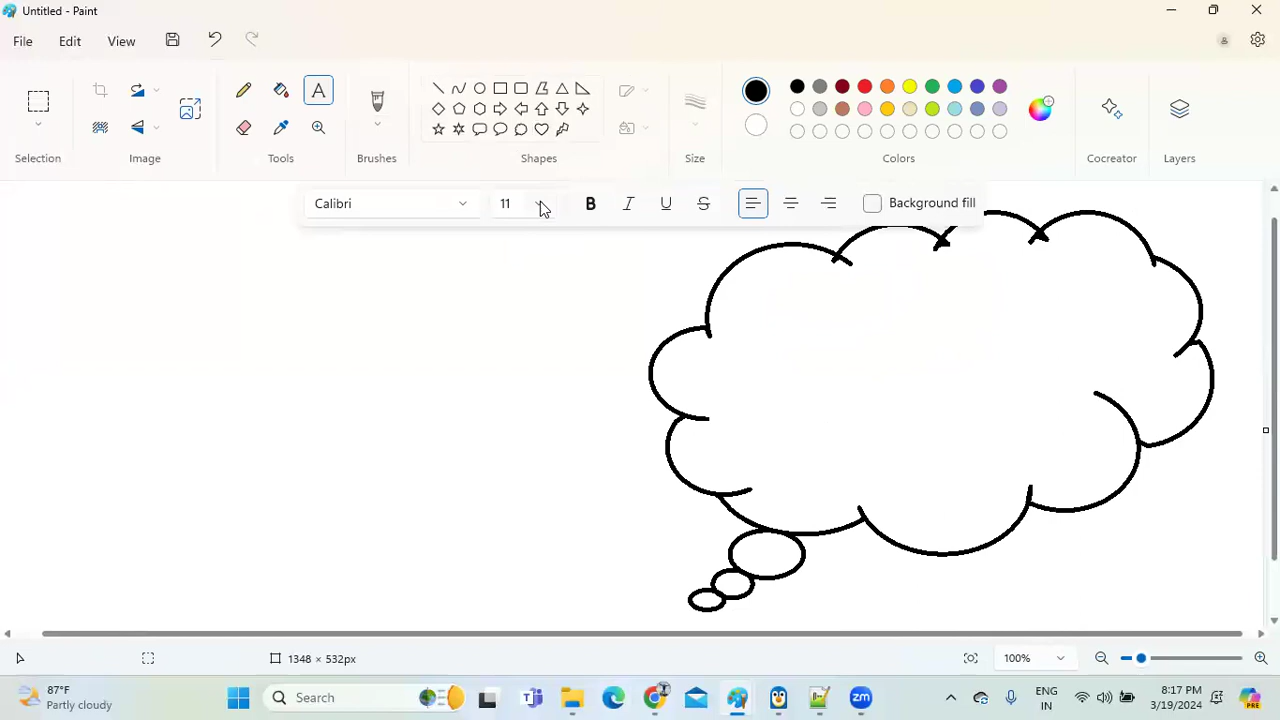 Untitled - Paint
File Edit View
Selection Image Tools Brushes Shapes Size Colors Cocreator Layers
Calibri 11 B I U S Background fill
1348 × 532px 100%
87°F
Partly cloudy
Search
ENG
IN
8:17 PM
3/19/2024
PRE